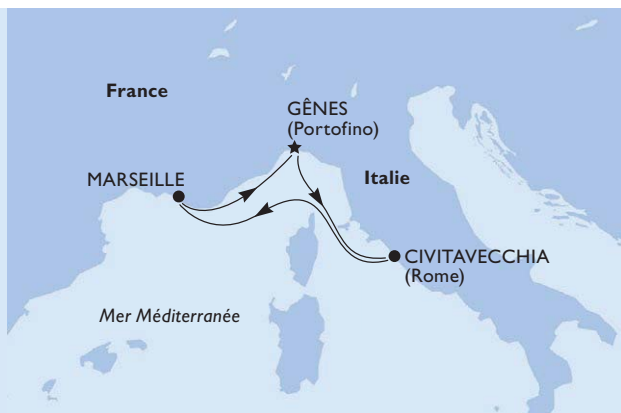 France
GÊNES
(Portofino)
MARSEILLE
Italie
CIVITAVECCHIA
(Rome)
Mer Méditerranée